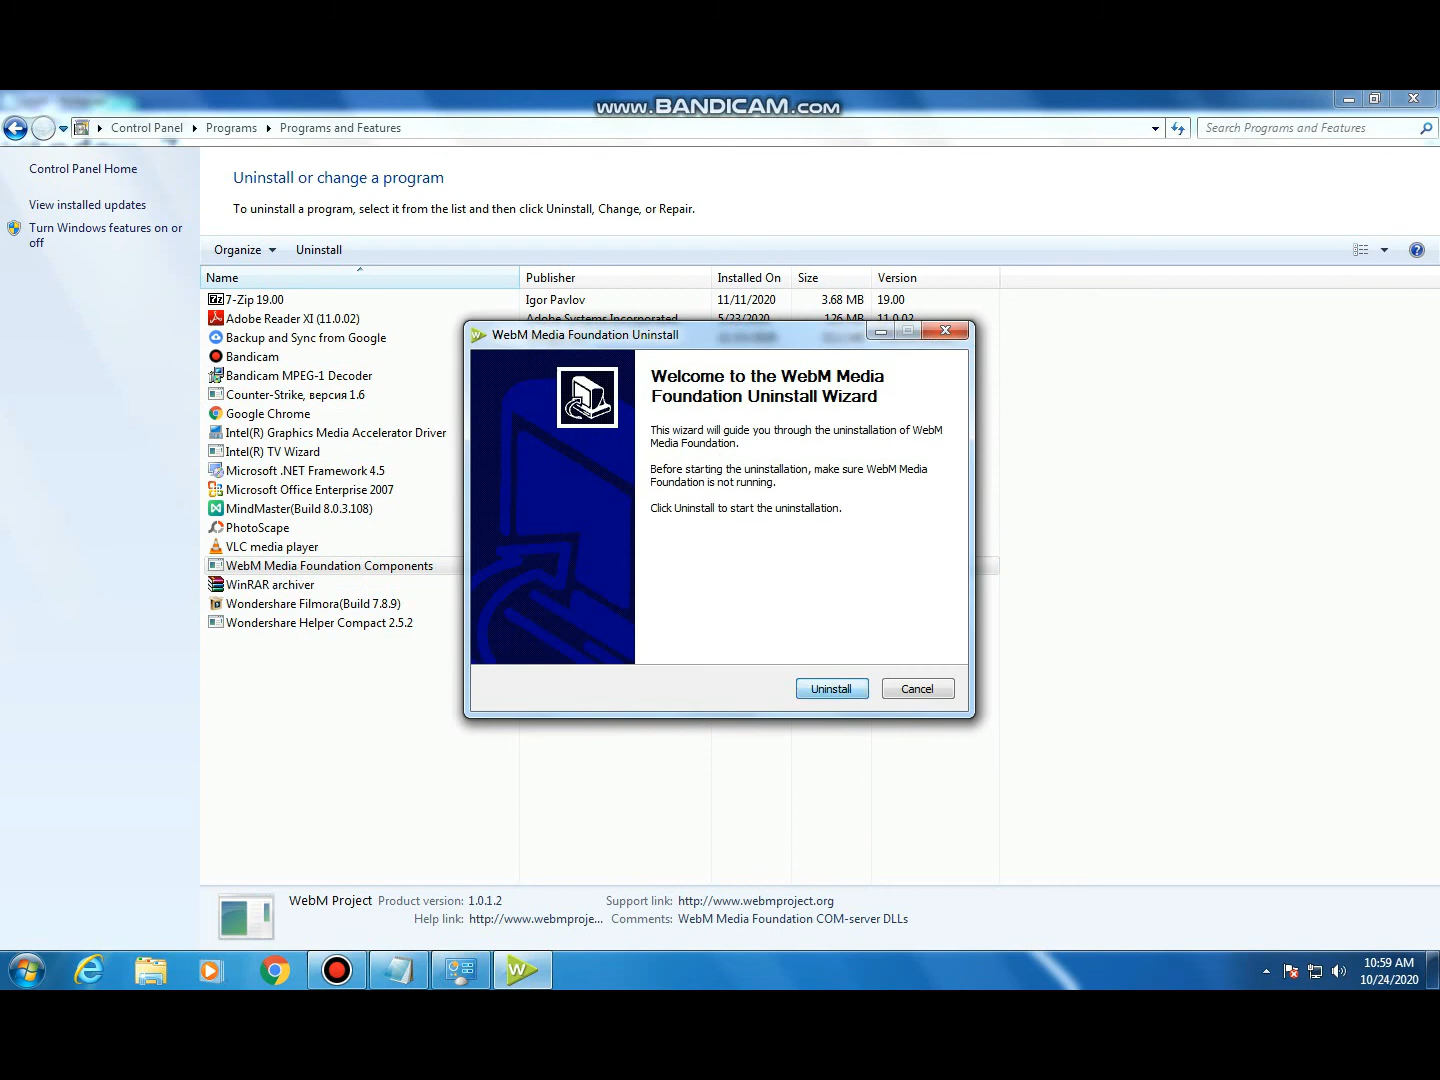 www.BANDICAM.com
Control Panel Programs Programs and Features
Search Programs and Features
Control Panel Home
View installed updates
Turn Windows features on or
off
Uninstall or change a program
To uninstall a program, select it from the list and then click Uninstall, Change, or Repair.
Organize Uninstall
Name Publisher Installed On Size Version
7-Zip 19.00 Igor Pavlov 11/11/2020 3.68 MB 19.00
Adobe Reader XI (11.0.02) Adobe Systems Incorporated 5/23/2020 126 MB 11.0.02
Backup and Sync from Google
Bandicam
Bandicam MPEG-1 Decoder
Counter-Strike, версия 1.6
Google Chrome
Intel(R) Graphics Media Accelerator Driver
Intel(R) TV Wizard
Microsoft .NET Framework 4.5
Microsoft Office Enterprise 2007
MindMaster(Build 8.0.3.108)
PhotoScape
VLC media player
WebM Media Foundation Components
WinRAR archiver
Wondershare Filmora(Build 7.8.9)
Wondershare Helper Compact 2.5.2
WebM Media Foundation Uninstall
Welcome to the WebM Media
Foundation Uninstall Wizard
This wizard will guide you through the uninstallation of WebM
Media Foundation.
Before starting the uninstallation, make sure WebM Media
Foundation is not running.
Click Uninstall to start the uninstallation.
Uninstall Cancel
WebM Project Product version: 1.0.1.2 Support link: http://www.webmproject.org
Help link: http://www.webmproje... Comments: WebM Media Foundation COM-server DLLs
10:59 AM
10/24/2020